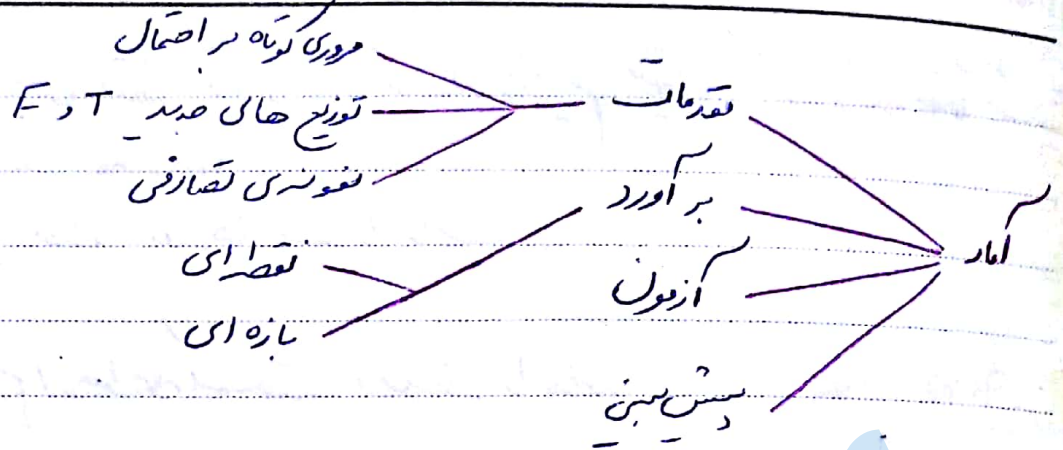 آمار
مقدمات
مروری کوتاه بر احتمال
توزیع های جدید T و F
نمونه‌ی تصادفی
برآورد
نقطه ای
بازه ای
آزمون
پیش بینی